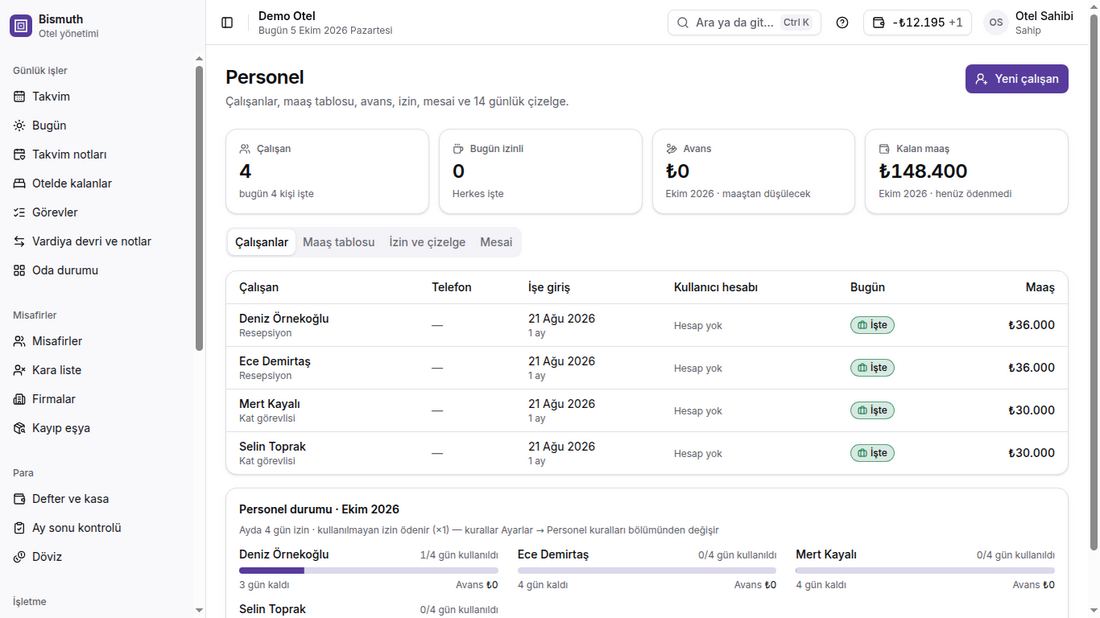 Bismuth
Otel yönetimi
Günlük işler
Takvim
Bugün
Takvim notları
Otelde kalanlar
Görevler
Vardiya devri ve notlar
Oda durumu
Misafirler
Misafirler
Kara liste
Firmalar
Kayıp eşya
Para
Defter ve kasa
Ay sonu kontrolü
Döviz
İşletme
Demo Otel
Bugün 5 Ekim 2026 Pazartesi
Ara ya da git... Ctrl K
-₺12.195 +1
OS
Otel Sahibi
Sahip
Personel
Çalışanlar, maaş tablosu, avans, izin, mesai ve 14 günlük çizelge.
Yeni çalışan
Çalışan
4
bugün 4 kişi işte
Bugün izinli
0
Herkes işte
Avans
₺0
Ekim 2026 · maaştan düşülecek
Kalan maaş
₺148.400
Ekim 2026 · henüz ödenmedi
Çalışanlar Maaş tablosu İzin ve çizelge Mesai
Çalışan Telefon İşe giriş Kullanıcı hesabı Bugün Maaş
Deniz Örnekoğlu — 21 Ağu 2026 Hesap yok İşte ₺36.000
Resepsiyon 1 ay
Ece Demirtaş — 21 Ağu 2026 Hesap yok İşte ₺36.000
Resepsiyon 1 ay
Mert Kayalı — 21 Ağu 2026 Hesap yok İşte ₺30.000
Kat görevlisi 1 ay
Selin Toprak — 21 Ağu 2026 Hesap yok İşte ₺30.000
Kat görevlisi 1 ay
Personel durumu · Ekim 2026
Ayda 4 gün izin · kullanılmayan izin ödenir (×1) — kurallar Ayarlar → Personel kuralları bölümünden değişir
Deniz Örnekoğlu 1/4 gün kullanıldı
3 gün kaldı Avans ₺0
Ece Demirtaş 0/4 gün kullanıldı
4 gün kaldı Avans ₺0
Mert Kayalı 0/4 gün kullanıldı
4 gün kaldı Avans ₺0
Selin Toprak 0/4 gün kullanıldı